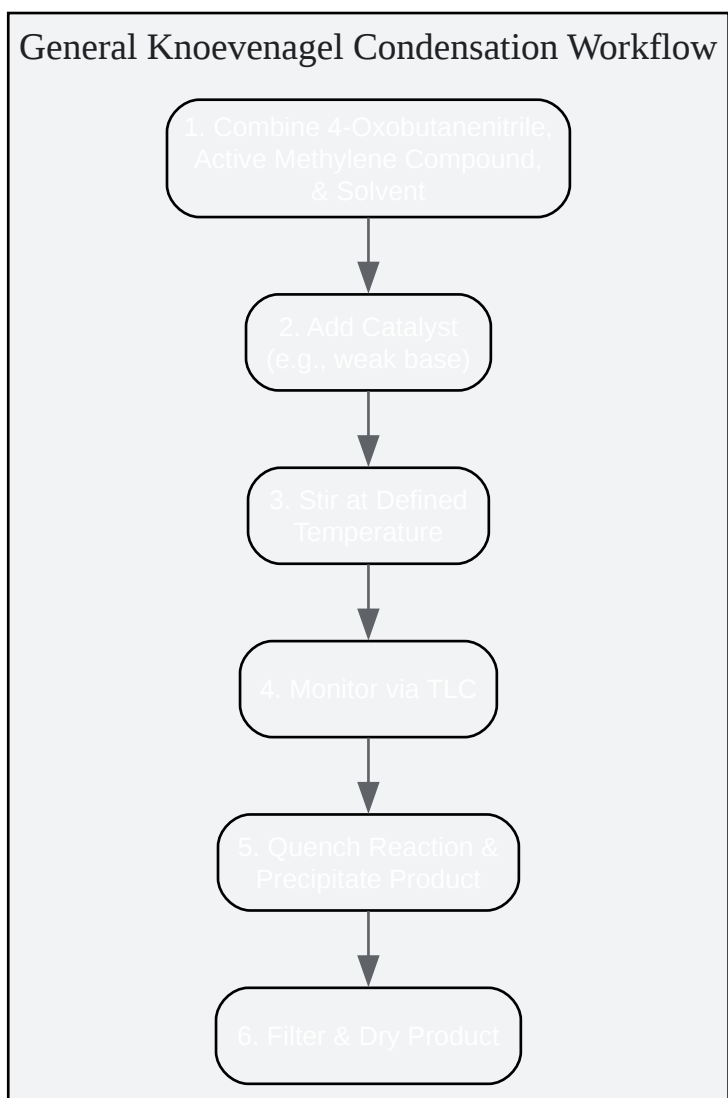 General Knoevenagel Condensation Workflow
1. Combine 4-Oxobutanenitrile,
Active Methylene Compound,
& Solvent
2. Add Catalyst
(e.g., weak base)
3. Stir at Defined
Temperature
4. Monitor via TLC
5. Quench Reaction &
Precipitate Product
6. Filter & Dry Product